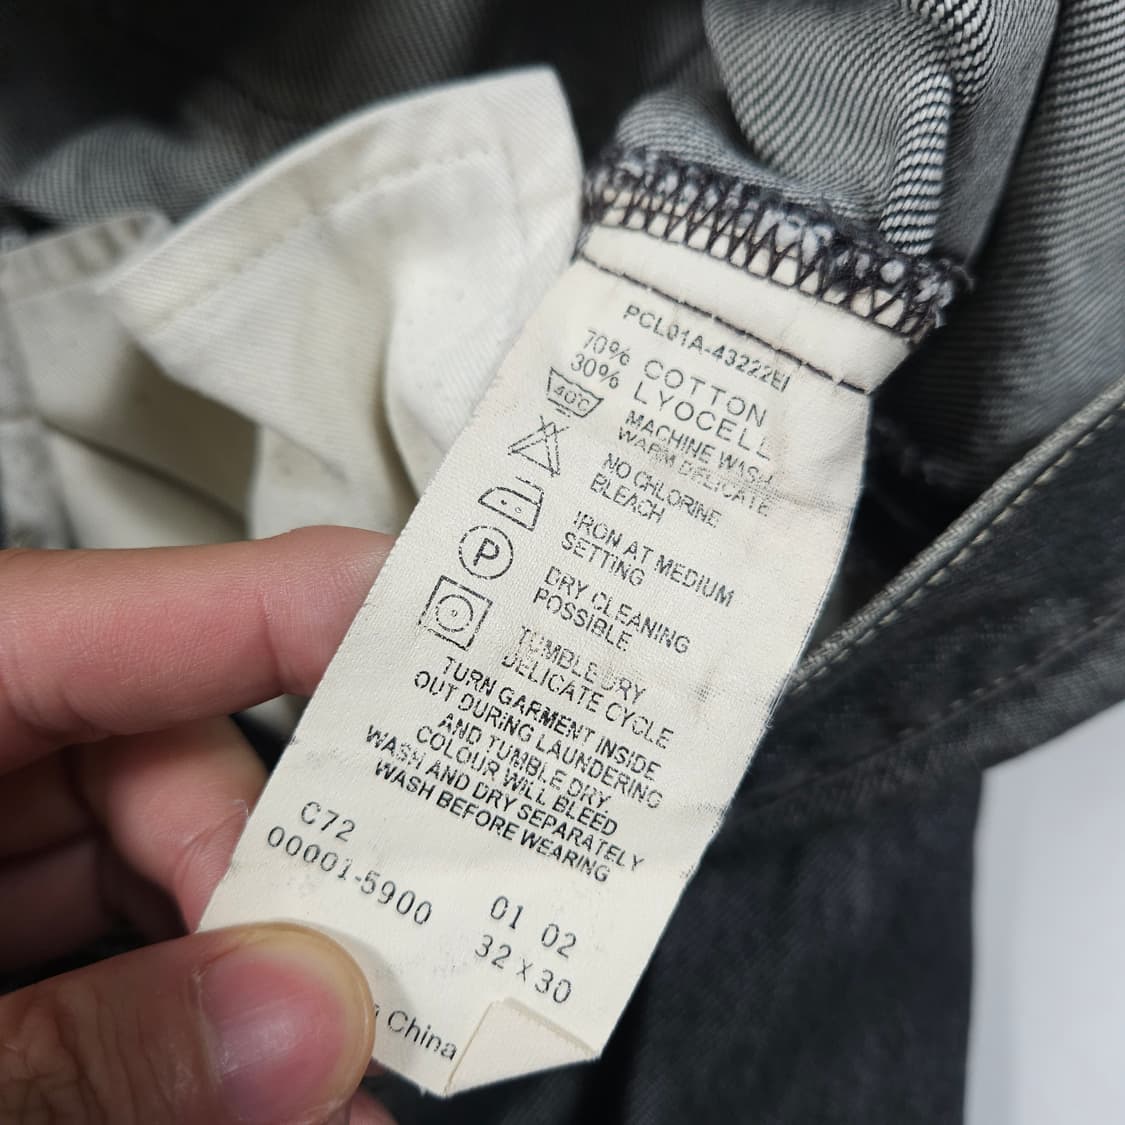 PCL01A-43222EI
70% COTTON
30% LYOCELL
40C
MACHINE WASH
WARM DELICATE
NO CHLORINE
BLEACH
IRON AT MEDIUM
SETTING
P
DRY CLEANING
POSSIBLE
TUMBLE DRY
DELICATE CYCLE
TURN GARMENT INSIDE
OUT DURING LAUNDERING
AND TUMBLE DRY.
COLOUR WILL BLEED
WASH AND DRY SEPARATELY
WASH BEFORE WEARING
C72
00001-5900
01 02
32 x 30
China